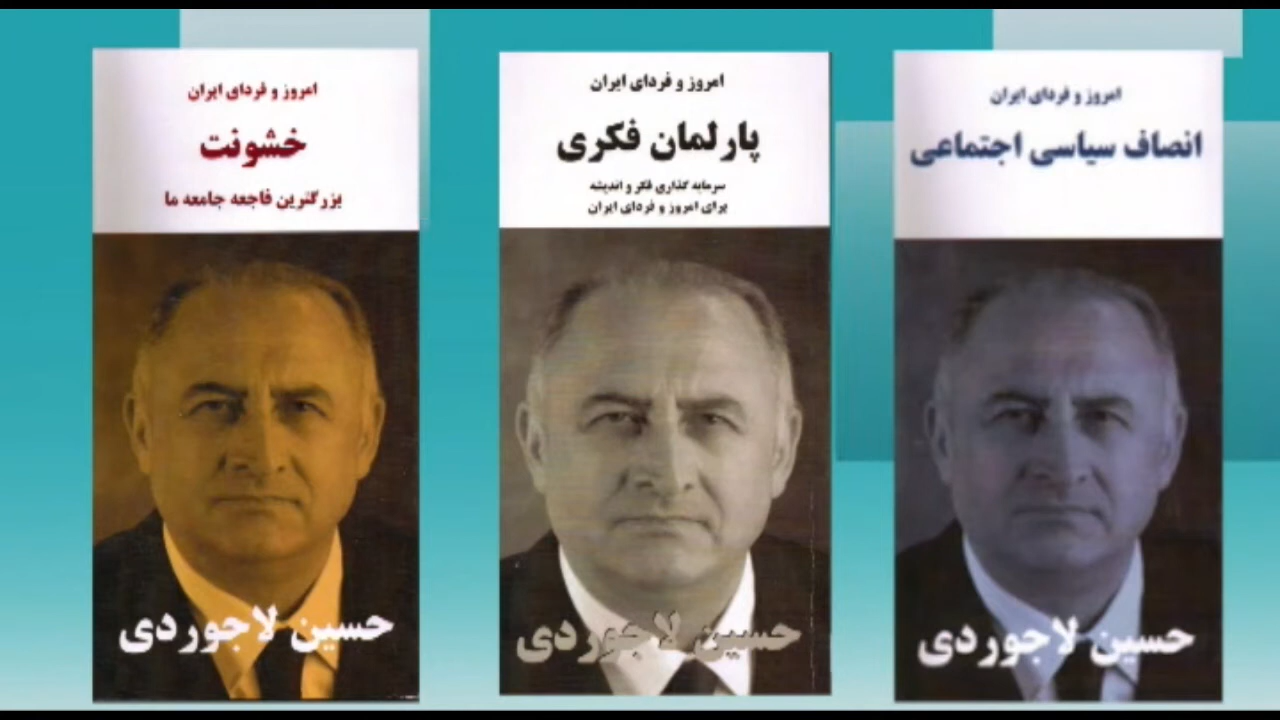 امروز و فردای ایران
انصاف سیاسی اجتماعی
حسین لاجوردی
امروز و فردای ایران
پارلمان فکری
سرمایه گذاری فکر و اندیشه
برای امروز و فردای ایران
حسین لاجوردی
امروز و فردای ایران
خشونت
بزرگترین فاجعه جامعه ما
حسین لاجوردی